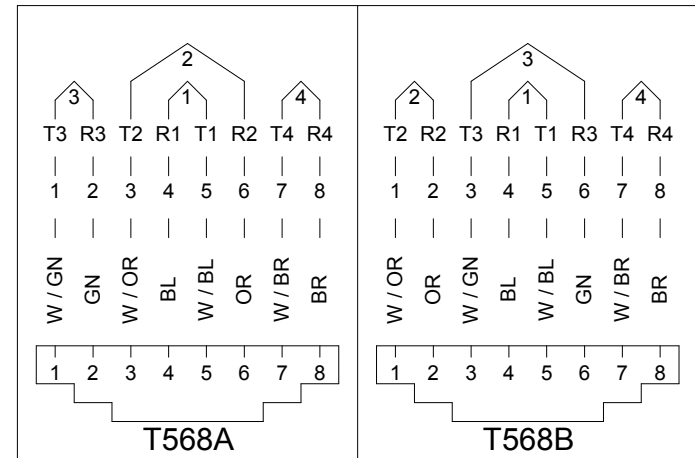 2
3
3 1 4
2 1 4
T3 R3 T2 R1 T1 R2 T4 R4
T2 R2 T3 R1 T1 R3 T4 R4
1 2 3 4 5 6 7 8
1 2 3 4 5 6 7 8
W / GN GN W / OR BL W / BL OR W / BR BR
W / OR OR W / GN BL W / BL GN W / BR BR
1 2 3 4 5 6 7 8
1 2 3 4 5 6 7 8
T568A
T568B